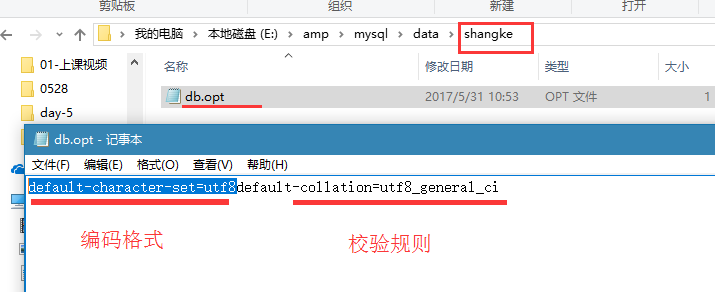 剪贴板 组织 新建 打开
我的电脑 本地磁盘 (E:) amp mysql data shangke
名称 修改日期 类型 大小
01-上课视频
db.opt 2017/5/31 10:53 OPT 文件 1
0528
day-5
db.opt - 记事本
文件(F) 编辑(E) 格式(O) 查看(V) 帮助(H)
default-character-set=utf8default-collation=utf8_general_ci
编码格式 校验规则